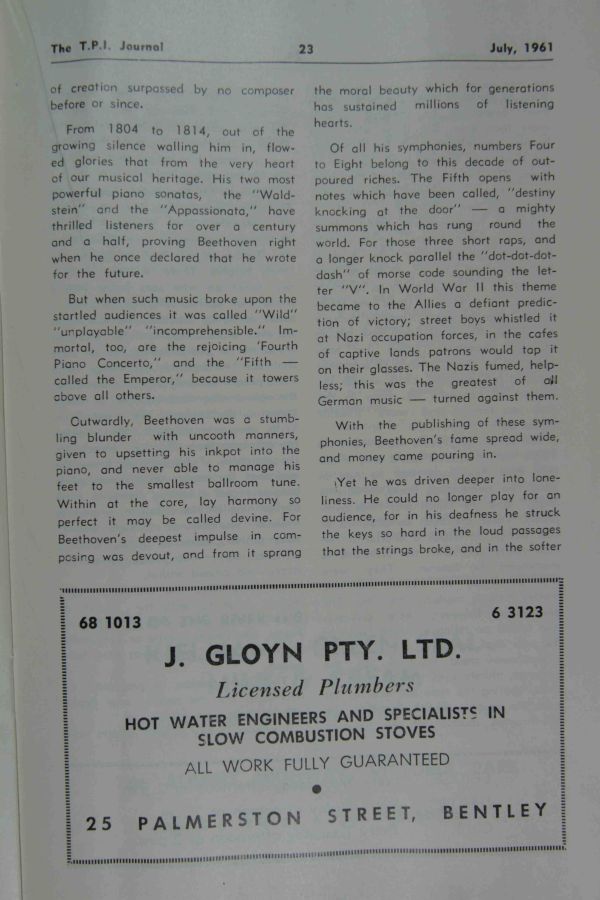 The T.P.I. Journal 23 July, 1961
of creation surpassed by no composer
before or since.
From 1804 to 1814, out of the
growing silence walling him in, flow-
ed glories that from the very heart
of our musical heritage. His two most
powerful piano sonatas, the "Wald-
stein" and the "Appassionata," have
thrilled listeners for over a century
and a half, proving Beethoven right
when he once declared that he wrote
for the future.
But when such music broke upon the
startled audiences it was called "Wild"
"unplayable" "incomprehensible." Im-
mortal, too, are the rejoicing 'Fourth
Piano Concerto," and the "Fifth —
called the Emperor," because it towers
above all others.
Outwardly, Beethoven was a stumb-
ling blunder with uncooth manners,
given to upsetting his inkpot into the
piano, and never able to manage his
feet to the smallest ballroom tune.
Within at the core, lay harmony so
perfect it may be called devine. For
Beethoven's deepest impulse in com-
posing was devout, and from it sprang
the moral beauty which for generations
has sustained millions of listening
hearts.
Of all his symphonies, numbers Four
to Eight belong to this decade of out-
poured riches. The Fifth opens with
notes which have been called, "destiny
knocking at the door" — a mighty
summons which has rung round the
world. For those three short raps, and
a longer knock parallel the "dot-dot-dot-
dash" of morse code sounding the let-
ter "V". In World War II this theme
became to the Allies a defiant predic-
tion of victory; street boys whistled it
at Nazi occupation forces, in the cafes
of captive lands patrons would tap it
on their glasses. The Nazis fumed, help-
less; this was the greatest of all
German music — turned against them.
With the publishing of these sym-
phonies, Beethoven's fame spread wide,
and money came pouring in.
Yet he was driven deeper into lone-
liness. He could no longer play for an
audience, for in his deafness he struck
the keys so hard in the loud passages
that the strings broke, and in the softer
68 1013 6 3123
J. GLOYN PTY. LTD.
Licensed Plumbers
HOT WATER ENGINEERS AND SPECIALISTS IN
SLOW COMBUSTION STOVES
ALL WORK FULLY GUARANTEED
•
25 PALMERSTON STREET, BENTLEY